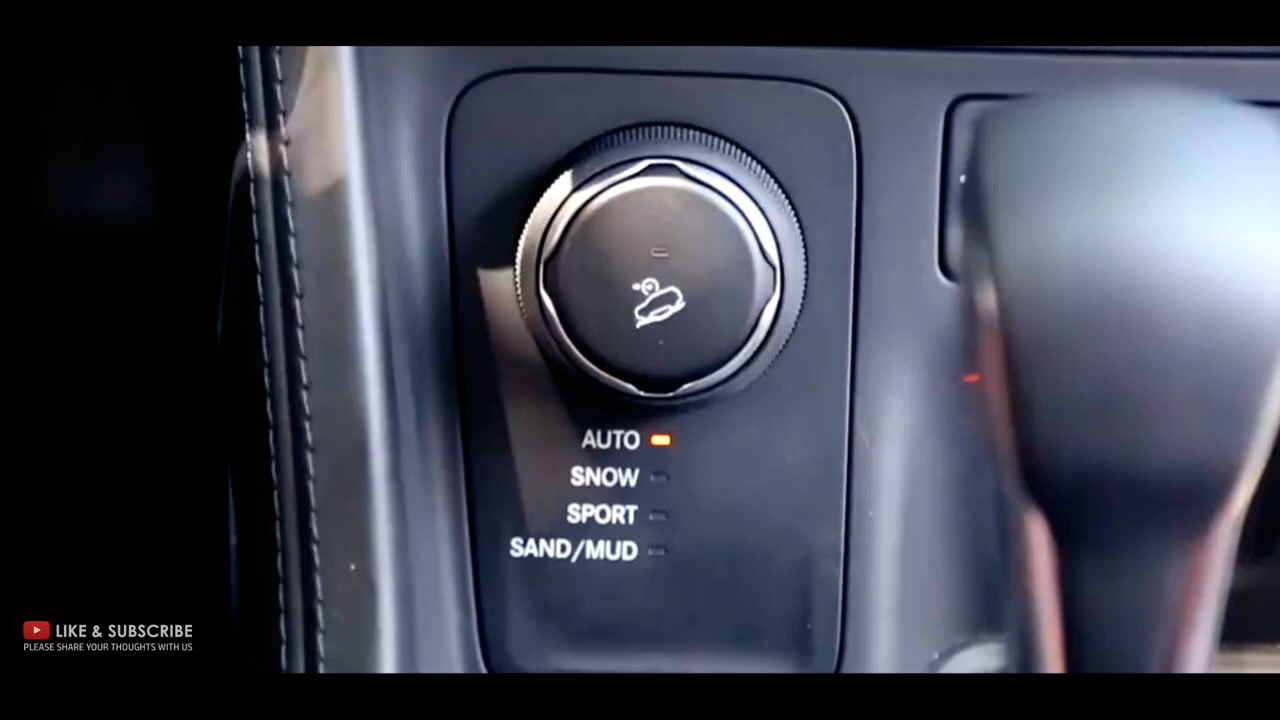 AUTO
SNOW
SPORT
SAND/MUD
LIKE & SUBSCRIBE
PLEASE SHARE YOUR THOUGHTS WITH US